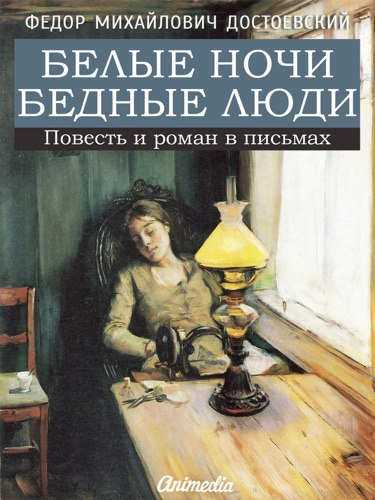 ФЕДОР МИХАЙЛОВИЧ ДОСТОЕВСКИЙ
БЕЛЫЕ НОЧИ
БЕДНЫЕ ЛЮДИ
Повесть и роман в письмах
Animedia